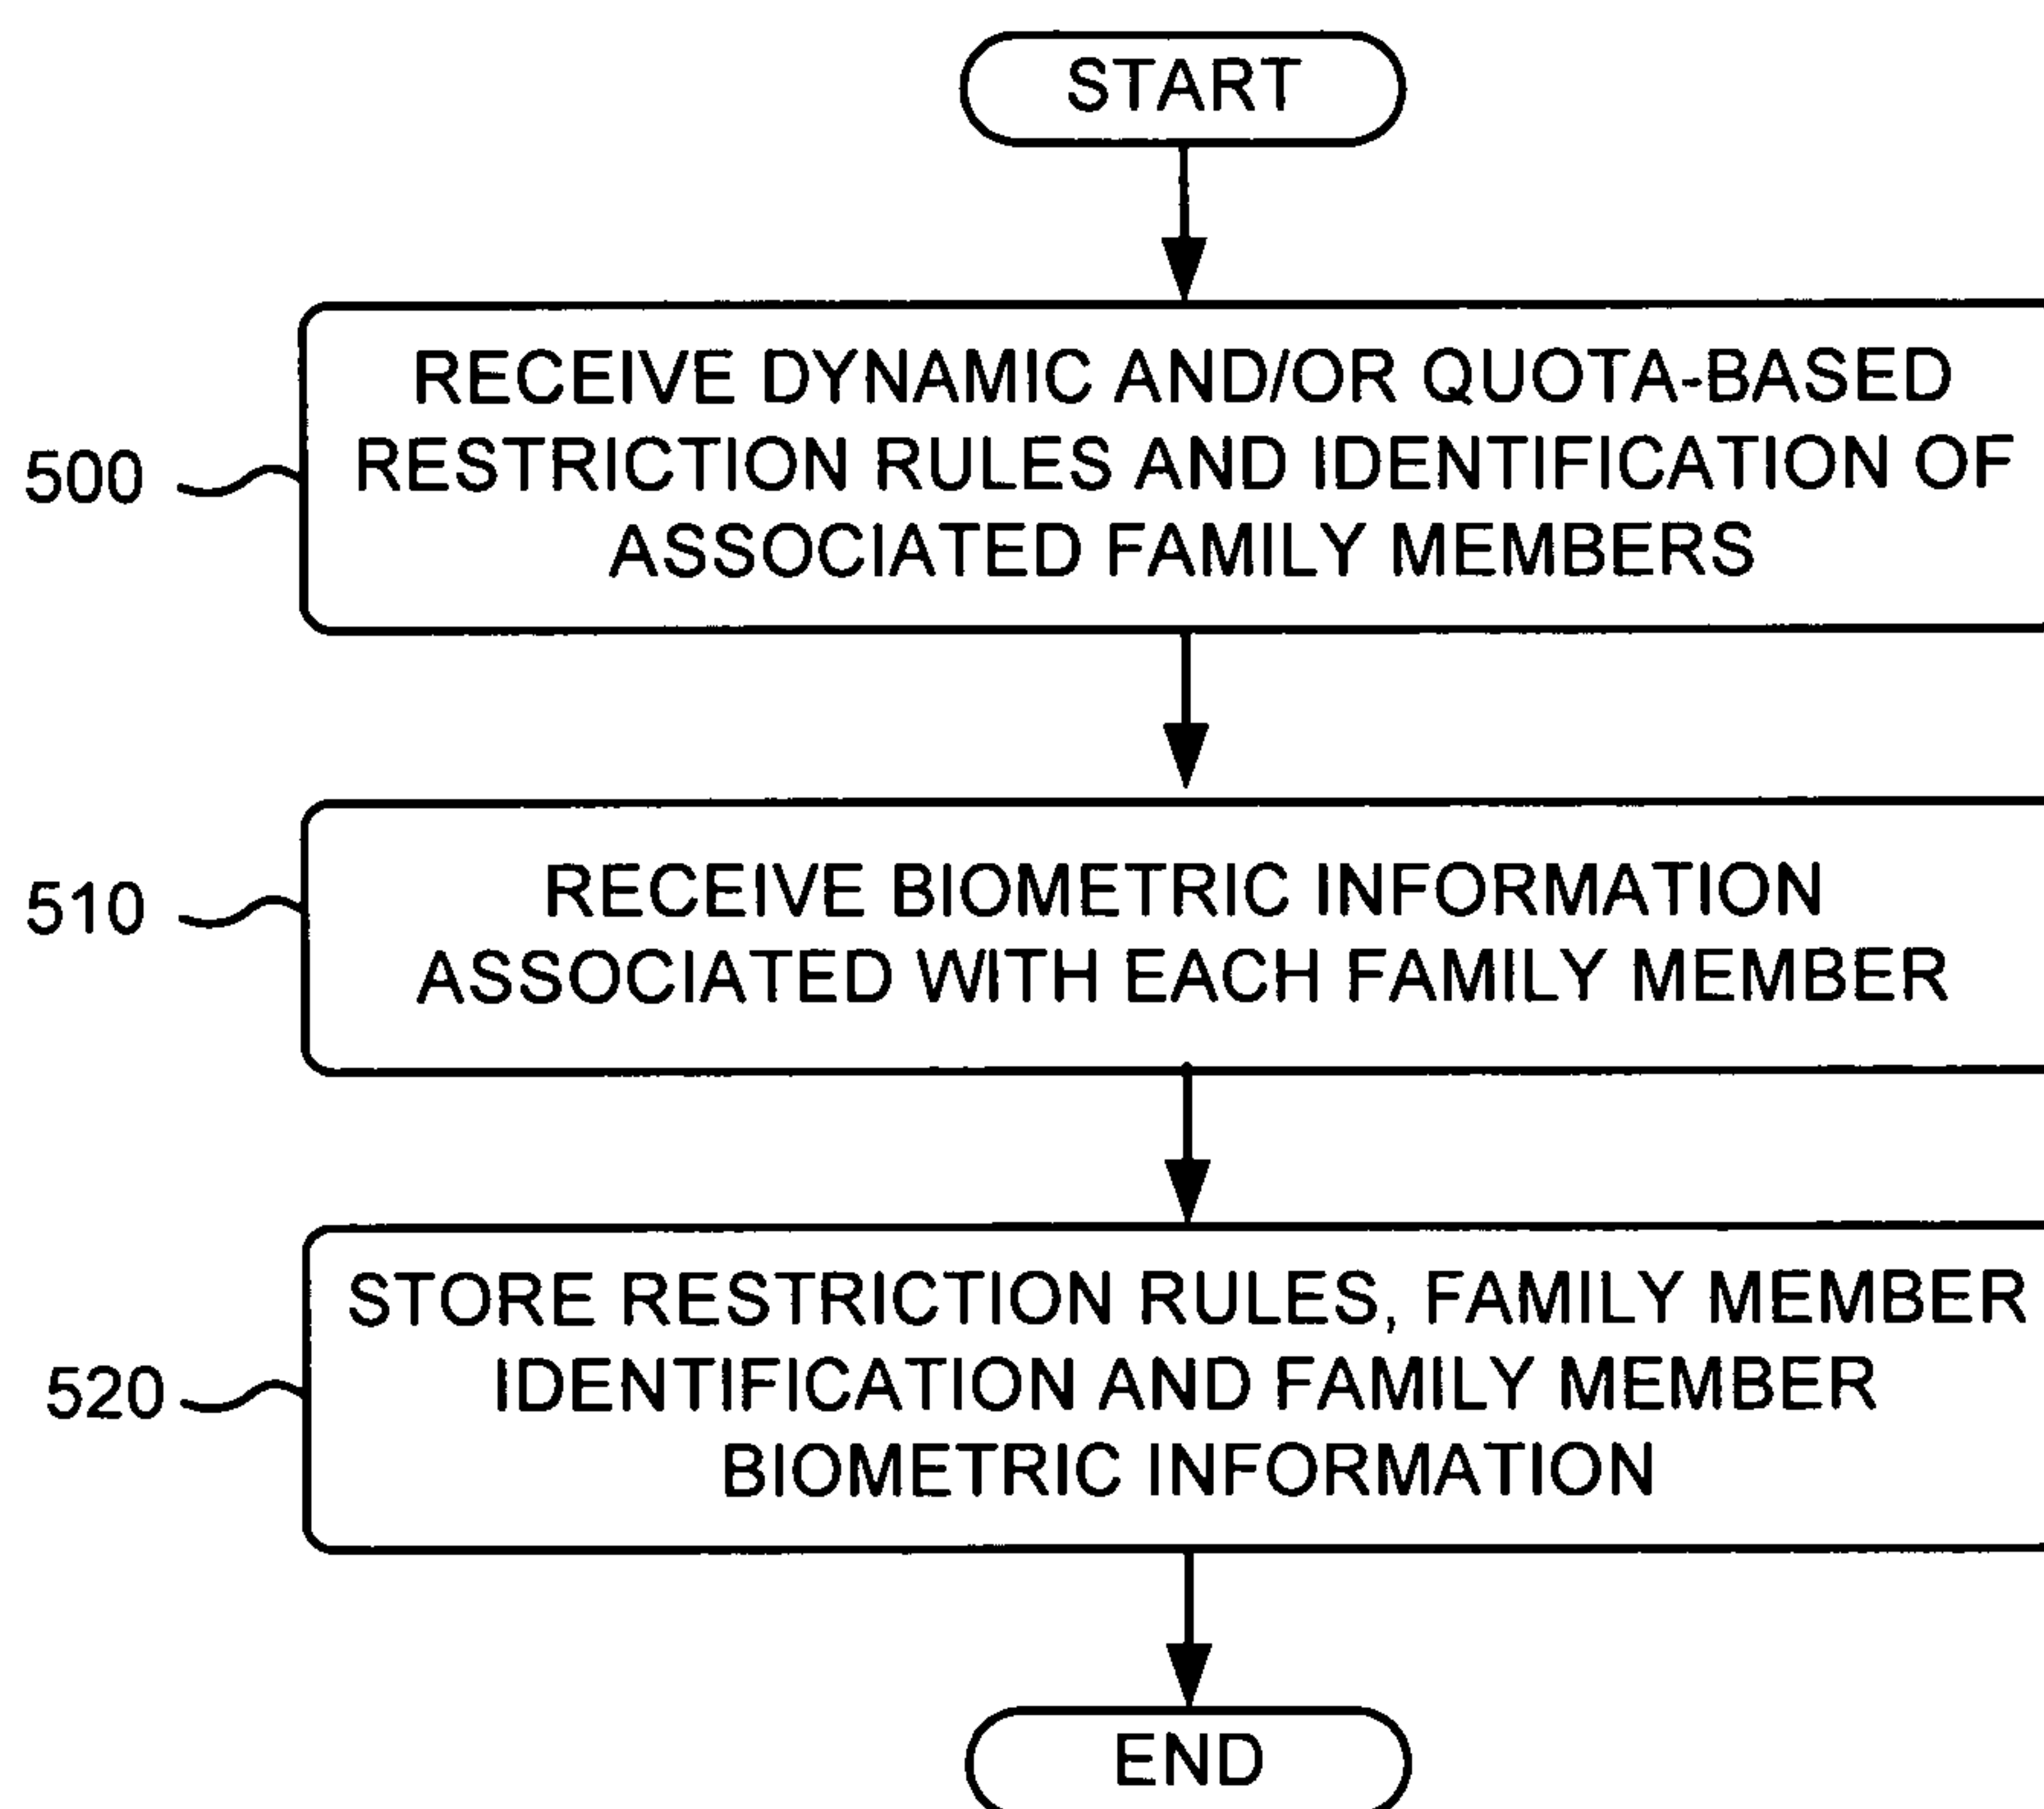 START
RECEIVE DYNAMIC AND/OR QUOTA-BASED
RESTRICTION RULES AND IDENTIFICATION OF
ASSOCIATED FAMILY MEMBERS
500
RECEIVE BIOMETRIC INFORMATION
ASSOCIATED WITH EACH FAMILY MEMBER
510
STORE RESTRICTION RULES, FAMILY MEMBER
IDENTIFICATION AND FAMILY MEMBER
BIOMETRIC INFORMATION
520
END